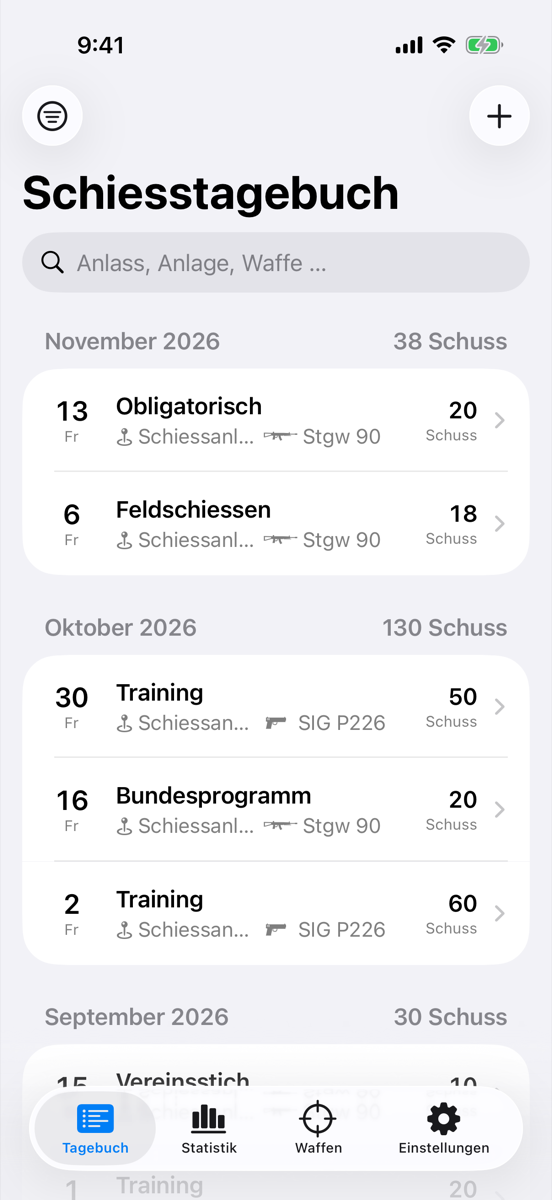 9:41
Schiesstagebuch
Anlass, Anlage, Waffe ...
November 2026 38 Schuss
13 Obligatorisch 20
Fr Schiessanl... Stgw 90 Schuss
6 Feldschiessen 18
Fr Schiessanl... Stgw 90 Schuss
Oktober 2026 130 Schuss
30 Training 50
Fr Schiessan... SIG P226 Schuss
16 Bundesprogramm 20
Fr Schiessanl... Stgw 90 Schuss
2 Training 60
Fr Schiessan... SIG P226 Schuss
September 2026 30 Schuss
15 Vereinsstich 10
Tagebuch Statistik Waffen Einstellungen
1 Training 20